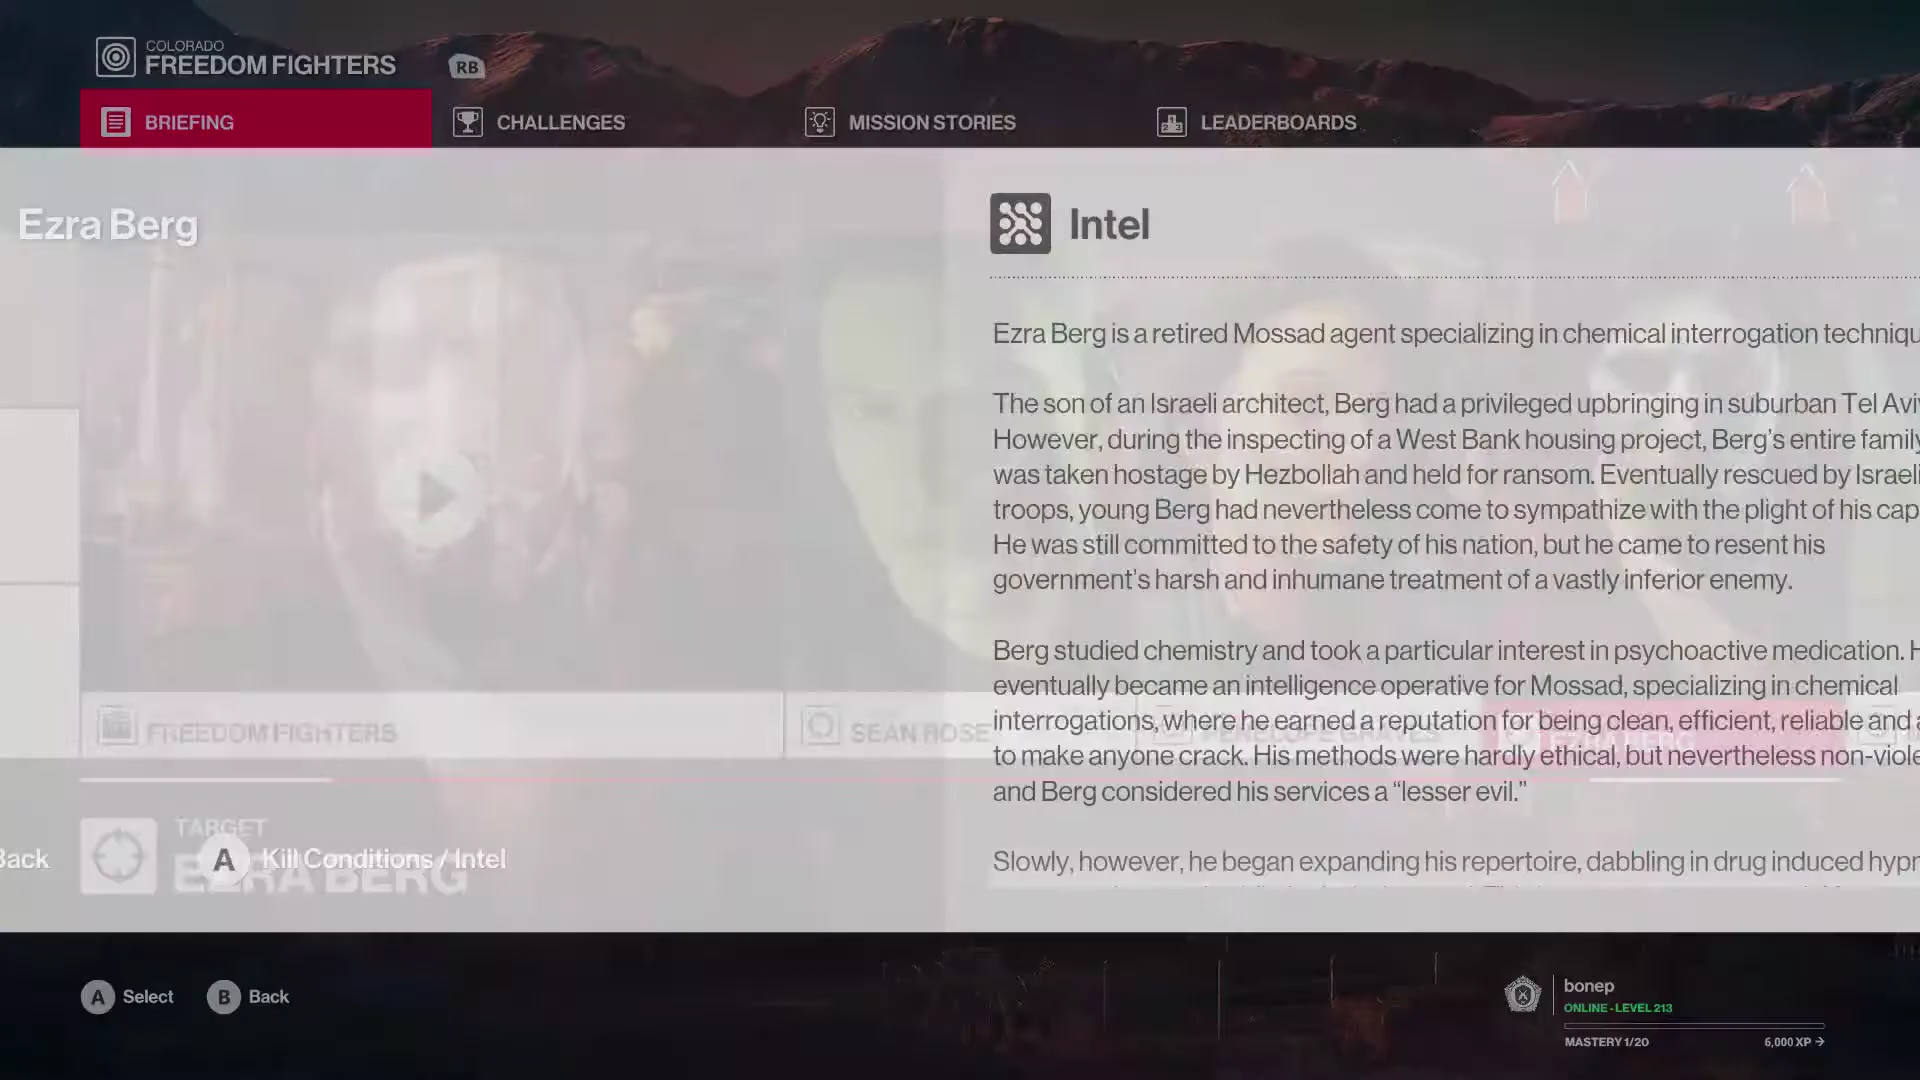 COLORADO
FREEDOM FIGHTERS
RB
BRIEFING
CHALLENGES
MISSION STORIES
LEADERBOARDS
Ezra Berg
Intel
Ezra Berg is a retired Mossad agent specializing in chemical interrogation techniqu
The son of an Israeli architect, Berg had a privileged upbringing in suburban Tel Aviv
However, during the inspecting of a West Bank housing project, Berg's entire family
was taken hostage by Hezbollah and held for ransom. Eventually rescued by Israeli
troops, young Berg had nevertheless come to sympathize with the plight of his cap
He was still committed to the safety of his nation, but he came to resent his
government's harsh and inhumane treatment of a vastly inferior enemy.
Berg studied chemistry and took a particular interest in psychoactive medication. H
eventually became an intelligence operative for Mossad, specializing in chemical
interrogations, where he earned a reputation for being clean, efficient, reliable and a
to make anyone crack. His methods were hardly ethical, but nevertheless non-viole
and Berg considered his services a “lesser evil.”
Slowly, however, he began expanding his repertoire, dabbling in drug induced hypn
FREEDOM FIGHTERS
SEAN ROSE
PENELOPE GRAVES
EZRA BERG
TARGET
EZRA BERG
Back
A Kill Conditions / Intel
A Select
B Back
bonep
ONLINE - LEVEL 213
MASTERY 1/20
6,000 XP